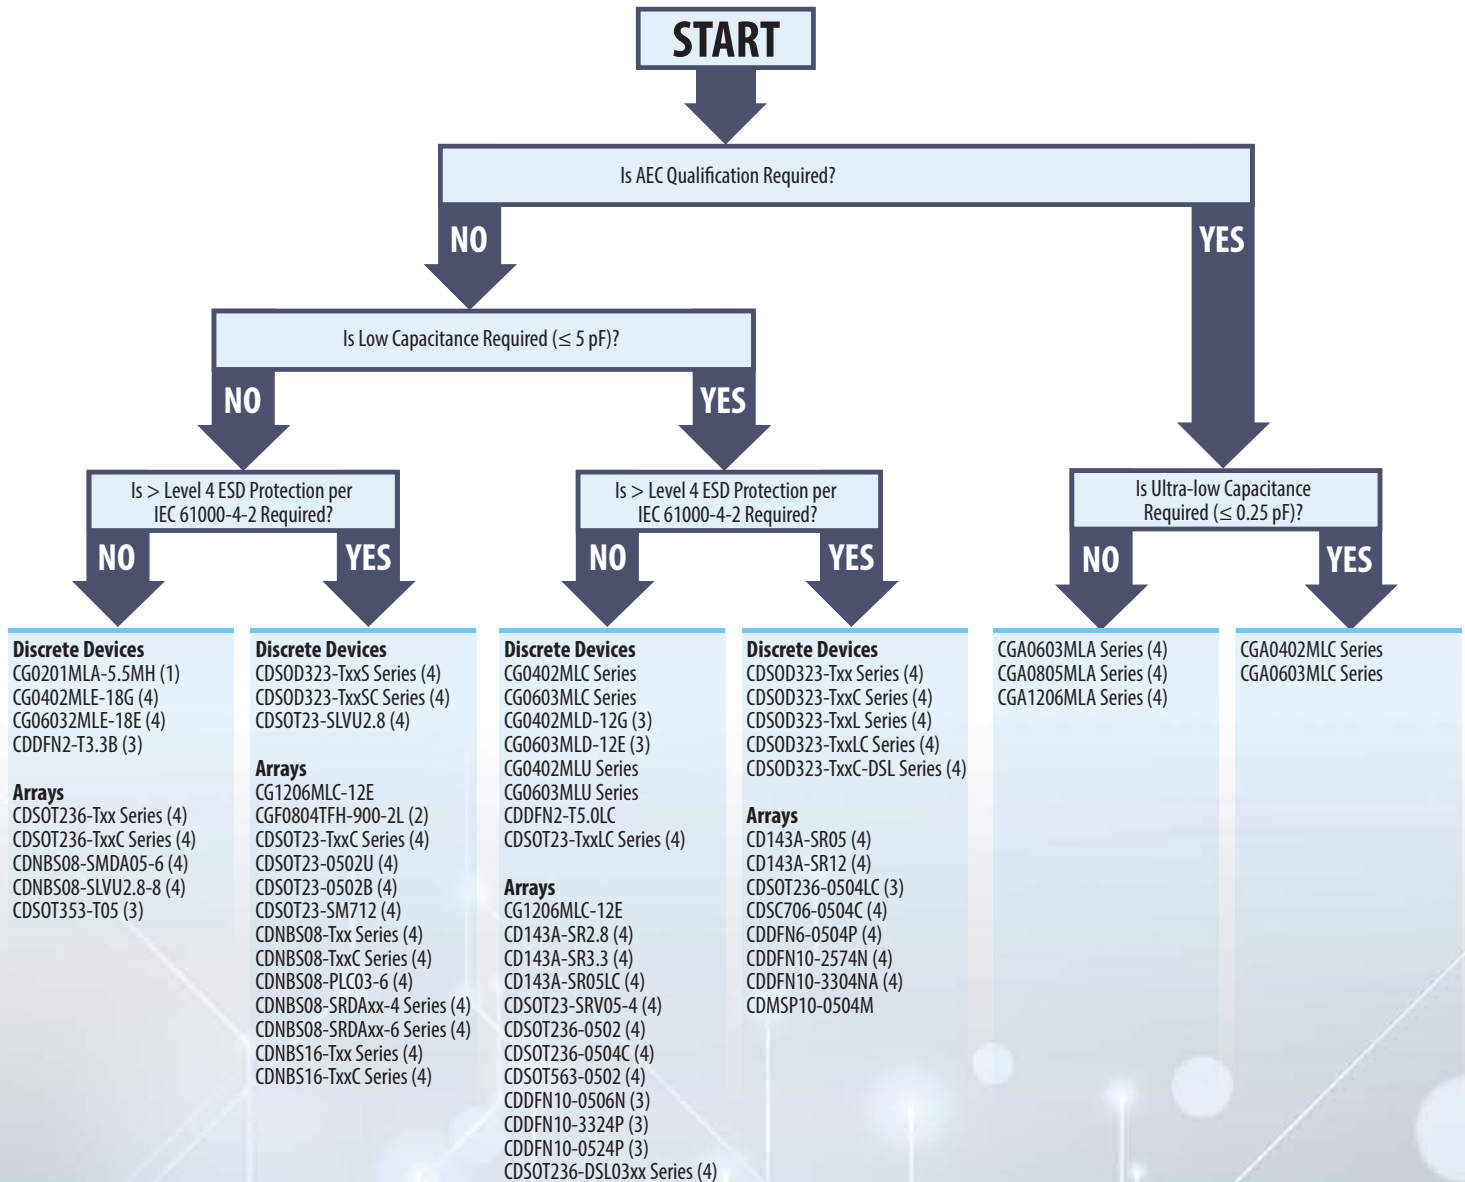 START
Is AEC Qualification Required?
NO
YES
Is Low Capacitance Required (≤ 5 pF)?
NO
YES
Is > Level 4 ESD Protection per
IEC 61000-4-2 Required?
Is > Level 4 ESD Protection per
IEC 61000-4-2 Required?
Is Ultra-low Capacitance
Required (≤ 0.25 pF)?
NO
YES
NO
YES
NO
YES
Discrete Devices
CG0201MLA-5.5MH (1)
CG0402MLE-18G (4)
CG06032MLE-18E (4)
CDDFN2-T3.3B (3)
Arrays
CDSOT236-Txx Series (4)
CDSOT236-TxxC Series (4)
CDNBS08-SMDA05-6 (4)
CDNBS08-SLVU2.8-8 (4)
CDSOT353-T05 (3)
Discrete Devices
CDSOD323-TxxS Series (4)
CDSOD323-TxxSC Series (4)
CDSOT23-SLVU2.8 (4)
Arrays
CG1206MLC-12E
CGF0804TFH-900-2L (2)
CDSOT23-TxxC Series (4)
CDSOT23-0502U (4)
CDSOT23-0502B (4)
CDSOT23-SM712 (4)
CDNBS08-Txx Series (4)
CDNBS08-TxxC Series (4)
CDNBS08-PLC03-6 (4)
CDNBS08-SRDAxx-4 Series (4)
CDNBS08-SRDAxx-6 Series (4)
CDNBS16-Txx Series (4)
CDNBS16-TxxC Series (4)
Discrete Devices
CG0402MLC Series
CG0603MLC Series
CG0402MLD-12G (3)
CG0603MLD-12E (3)
CG0402MLU Series
CG0603MLU Series
CDDFN2-T5.0LC
CDSOT23-TxxLC Series (4)
Arrays
CG1206MLC-12E
CD143A-SR2.8 (4)
CD143A-SR3.3 (4)
CD143A-SR05LC (4)
CDSOT23-SRV05-4 (4)
CDSOT236-0502 (4)
CDSOT236-0504C (4)
CDSOT563-0502 (4)
CDDFN10-0506N (3)
CDDFN10-3324P (3)
CDDFN10-0524P (3)
CDSOT236-DSL03xx Series (4)
Discrete Devices
CDSOD323-Txx Series (4)
CDSOD323-TxxC Series (4)
CDSOD323-TxxL Series (4)
CDSOD323-TxxLC Series (4)
CDSOD323-TxxC-DSL Series (4)
Arrays
CD143A-SR05 (4)
CD143A-SR12 (4)
CDSOT236-0504LC (3)
CDSC706-0504C (4)
CDDFN6-0504P (4)
CDDFN10-2574N (4)
CDDFN10-3304NA (4)
CDMSP10-0504M
CGA0603MLA Series (4)
CGA0805MLA Series (4)
CGA1206MLA Series (4)
CGA0402MLC Series
CGA0603MLC Series